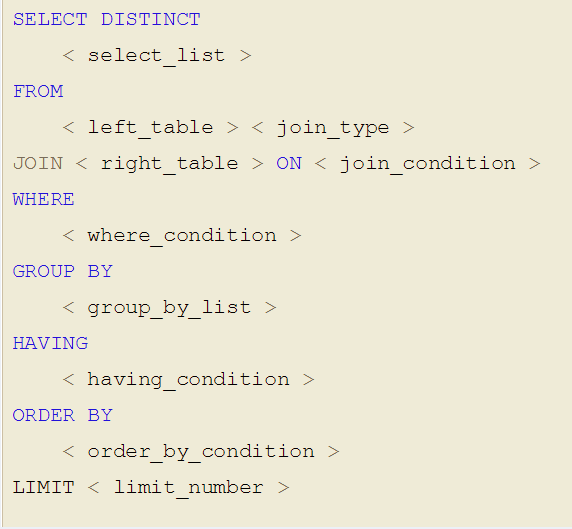 SELECT DISTINCT
< select_list >
FROM
< left_table > < join_type >
JOIN < right_table > ON < join_condition >
WHERE
< where_condition >
GROUP BY
< group_by_list >
HAVING
< having_condition >
ORDER BY
< order_by_condition >
LIMIT < limit_number >